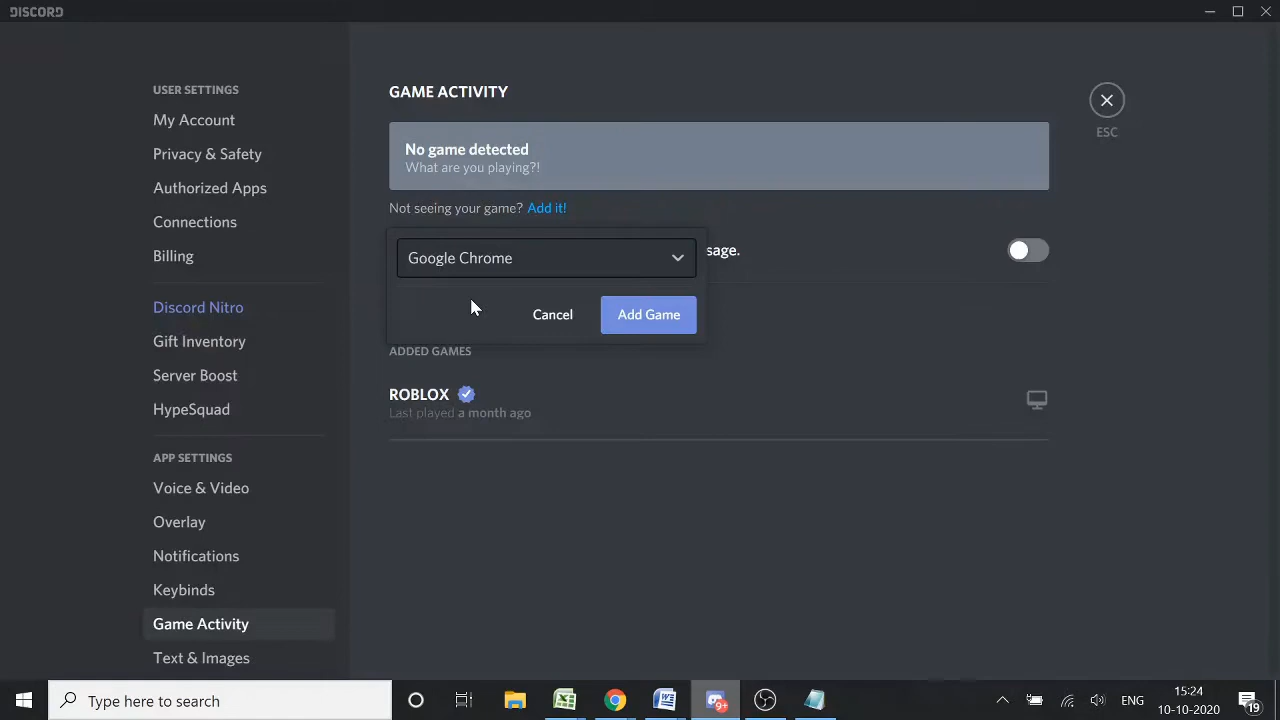 DISCORD
USER SETTINGS
My Account
Privacy & Safety
Authorized Apps
Connections
Billing
Discord Nitro
Gift Inventory
Server Boost
HypeSquad
APP SETTINGS
Voice & Video
Overlay
Notifications
Keybinds
Game Activity
Text & Images
GAME ACTIVITY
No game detected
What are you playing?!
Not seeing your game? Add it!
sage.
Google Chrome
Cancel
Add Game
ADDED GAMES
ROBLOX
Last played a month ago
ESC
Type here to search
9+
ENG
15:24
10-10-2020
19